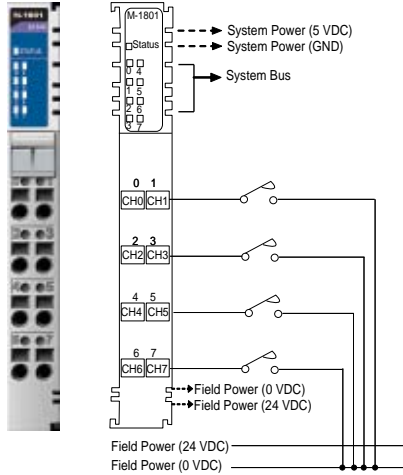 M-1801
STATUS
M-1801
Status
0 4
1 5
2 6
3 7
System Power (5 VDC)
System Power (GND)
System Bus
0 1
CH0 CH1
2 3
CH2 CH3
4 5
CH4 CH5
6 7
CH6 CH7
Field Power (0 VDC)
Field Power (24 VDC)
Field Power (24 VDC)
Field Power (0 VDC)